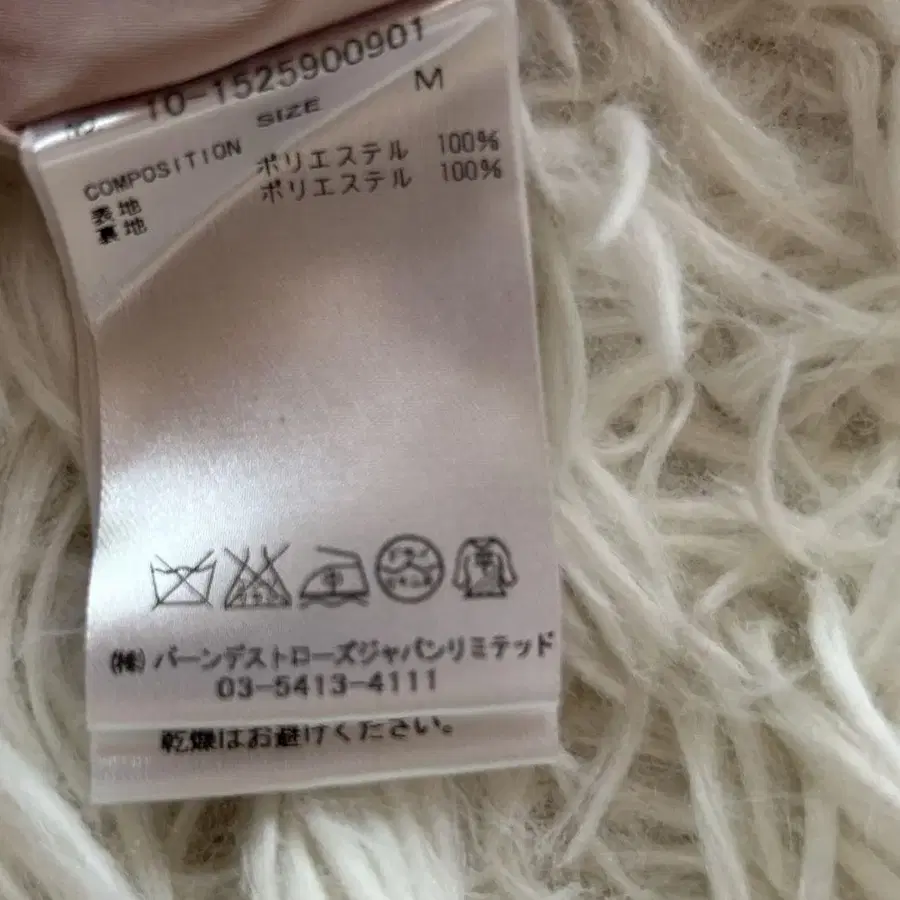 10-1525900901
SIZE M
COMPOSITION
表地 ポリエステル 100%
裏地 ポリエステル 100%
中
(株)バーンデストローズジャパンリミテッド
03-5413-4111
乾燥はお避けください。